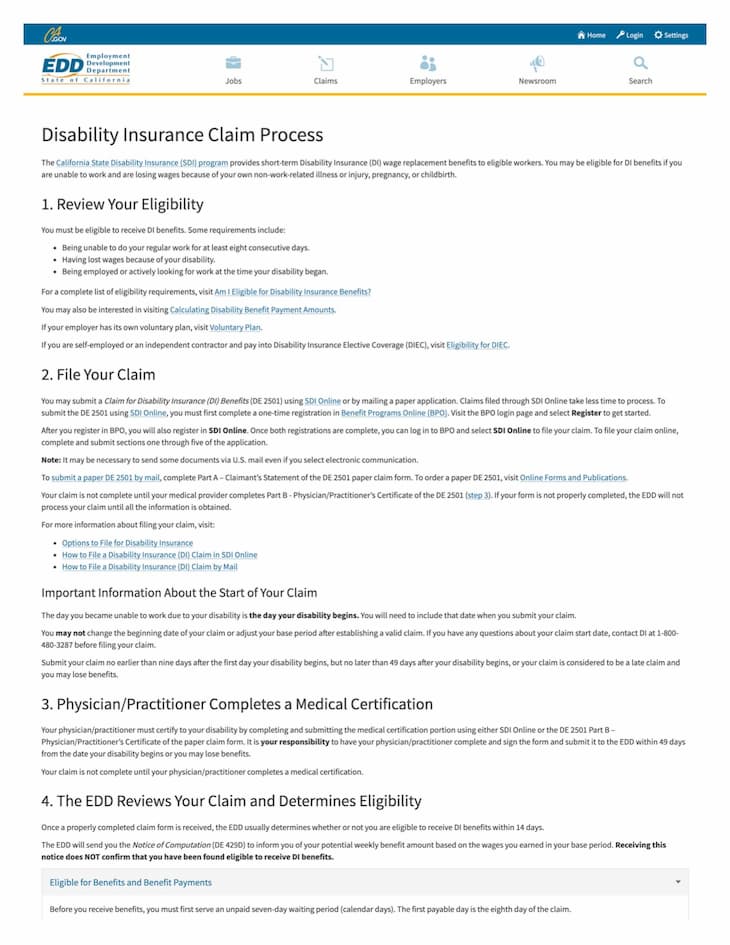 CA.GOV
Home Login Settings
EDD Employment
Development
Department
State of California
Jobs Claims Employers Newsroom Search
Disability Insurance Claim Process
The California State Disability Insurance (SDI) program provides short-term Disability Insurance (DI) wage replacement benefits to eligible workers. You may be eligible for DI benefits if you
are unable to work and are losing wages because of your own non-work-related illness or injury, pregnancy, or childbirth.
1. Review Your Eligibility
You must be eligible to receive DI benefits. Some requirements include:
• Being unable to do your regular work for at least eight consecutive days.
• Having lost wages because of your disability.
• Being employed or actively looking for work at the time your disability began.
For a complete list of eligibility requirements, visit Am I Eligible for Disability Insurance Benefits?
You may also be interested in visiting Calculating Disability Benefit Payment Amounts.
If your employer has its own voluntary plan, visit Voluntary Plan.
If you are self-employed or an independent contractor and pay into Disability Insurance Elective Coverage (DIEC), visit Eligibility for DIEC.
2. File Your Claim
You may submit a Claim for Disability Insurance (DI) Benefits (DE 2501) using SDI Online or by mailing a paper application. Claims filed through SDI Online take less time to process. To
submit the DE 2501 using SDI Online, you must first complete a one-time registration in Benefit Programs Online (BPO). Visit the BPO login page and select Register to get started.
After you register in BPO, you will also register in SDI Online. Once both registrations are complete, you can log in to BPO and select SDI Online to file your claim. To file your claim online,
complete and submit sections one through five of the application.
Note: It may be necessary to send some documents via U.S. mail even if you select electronic communication.
To submit a paper DE 2501 by mail, complete Part A – Claimant's Statement of the DE 2501 paper claim form. To order a paper DE 2501, visit Online Forms and Publications.
Your claim is not complete until your medical provider completes Part B - Physician/Practitioner's Certificate of the DE 2501 (step 3). If your form is not properly completed, the EDD will not
process your claim until all the information is obtained.
For more information about filing your claim, visit:
• Options to File for Disability Insurance
• How to File a Disability Insurance (DI) Claim in SDI Online
• How to File a Disability Insurance (DI) Claim by Mail
Important Information About the Start of Your Claim
The day you became unable to work due to your disability is the day your disability begins. You will need to include that date when you submit your claim.
You may not change the beginning date of your claim or adjust your base period after establishing a valid claim. If you have any questions about your claim start date, contact DI at 1-800-
480-3287 before filing your claim.
Submit your claim no earlier than nine days after the first day your disability begins, but no later than 49 days after your disability begins, or your claim is considered to be a late claim and
you may lose benefits.
3. Physician/Practitioner Completes a Medical Certification
Your physician/practitioner must certify to your disability by completing and submitting the medical certification portion using either SDI Online or the DE 2501 Part B –
Physician/Practitioner's Certificate of the paper claim form. It is your responsibility to have your physician/practitioner complete and sign the form and submit it to the EDD within 49 days
from the date your disability begins or you may lose benefits.
Your claim is not complete until your physician/practitioner completes a medical certification.
4. The EDD Reviews Your Claim and Determines Eligibility
Once a properly completed claim form is received, the EDD usually determines whether or not you are eligible to receive DI benefits within 14 days.
The EDD will send you the Notice of Computation (DE 429D) to inform you of your potential weekly benefit amount based on the wages you earned in your base period. Receiving this
notice does NOT confirm that you have been found eligible to receive DI benefits.
Eligible for Benefits and Benefit Payments
Before you receive benefits, you must first serve an unpaid seven-day waiting period (calendar days). The first payable day is the eighth day of the claim.